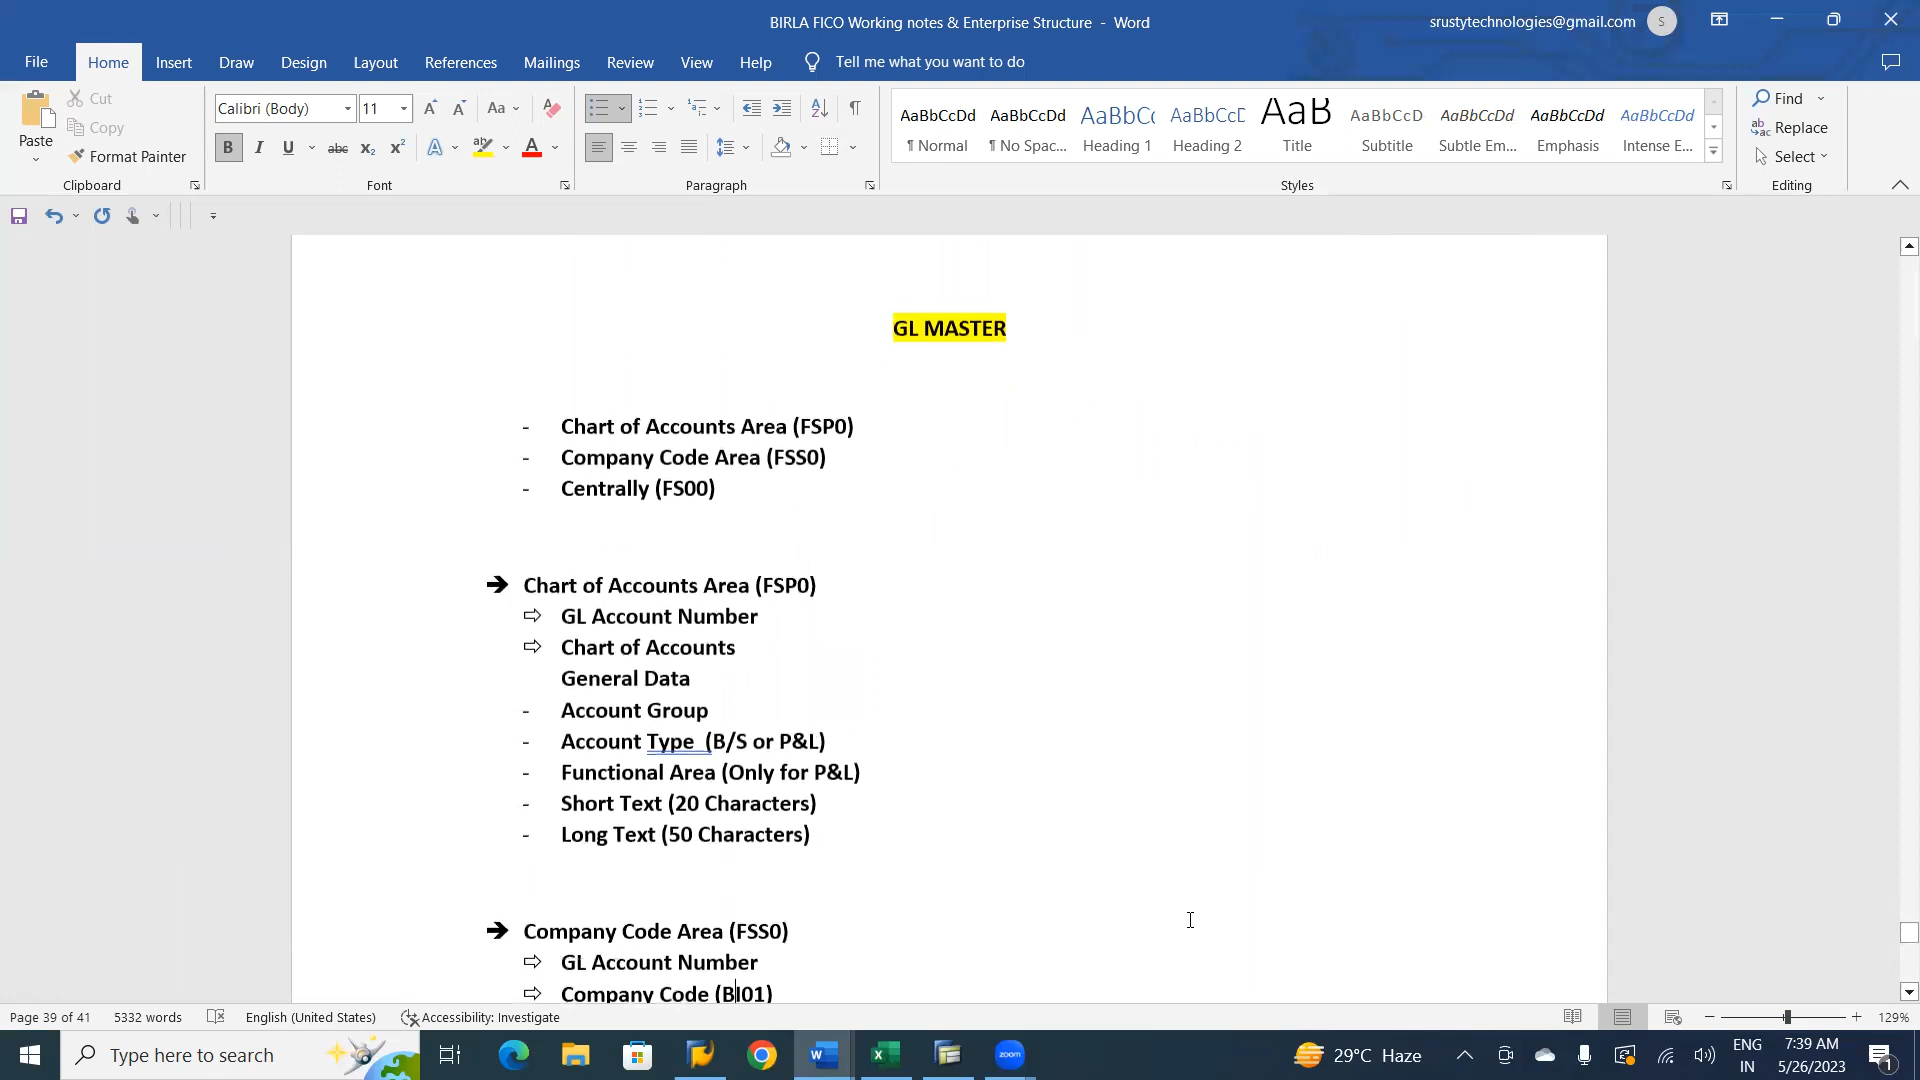 BIRLA FICO Working notes & Enterprise Structure - Word
srustytechnologies@gmail.com S
File Home Insert Draw Design Layout References Mailings Review View Help Tell me what you want to do
Paste
Cut
Copy
Format Painter
Clipboard
Calibri (Body) 11
Font
Paragraph
AaBbCcDd AaBbCcDd AaBbC AaBbCcC AaB AaBbCcD AaBbCcDd AaBbCcDd AaBbCcDd
¶ Normal ¶ No Spac... Heading 1 Heading 2 Title Subtitle Subtle Em... Emphasis Intense E...
Styles
Find
Replace
Select
Editing
GL MASTER
- Chart of Accounts Area (FSP0)
- Company Code Area (FSS0)
- Centrally (FS00)
➔ Chart of Accounts Area (FSP0)
⇨ GL Account Number
⇨ Chart of Accounts
General Data
- Account Group
- Account Type (B/S or P&L)
- Functional Area (Only for P&L)
- Short Text (20 Characters)
- Long Text (50 Characters)
➔ Company Code Area (FSS0)
⇨ GL Account Number
⇨ Company Code (BI01)
Page 39 of 41 5332 words English (United States) Accessibility: Investigate 129%
Type here to search
zoom
29°C Haze
ENG
IN
7:39 AM
5/26/2023
1